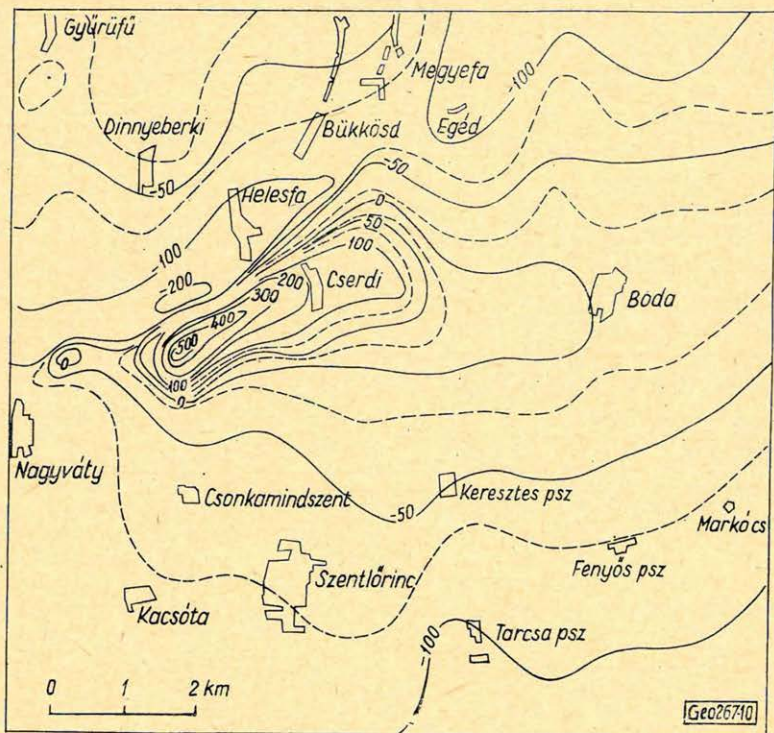 Gyűrűfű
Megyefa
-100
Dinnyeberki
Bükkösd
Egéd
-50
-50
Helesfa
0
50
-100
100
-200
200
Cserdi
300
Boda
400
500
0
100
0
Nagyváty
Csonkamindszent
Keresztes psz
-50
Markócs
Fenyős psz
Szentlőrinc
Kacsóta
Tarcsa psz
-100
0 1 2 km
Geo267-10